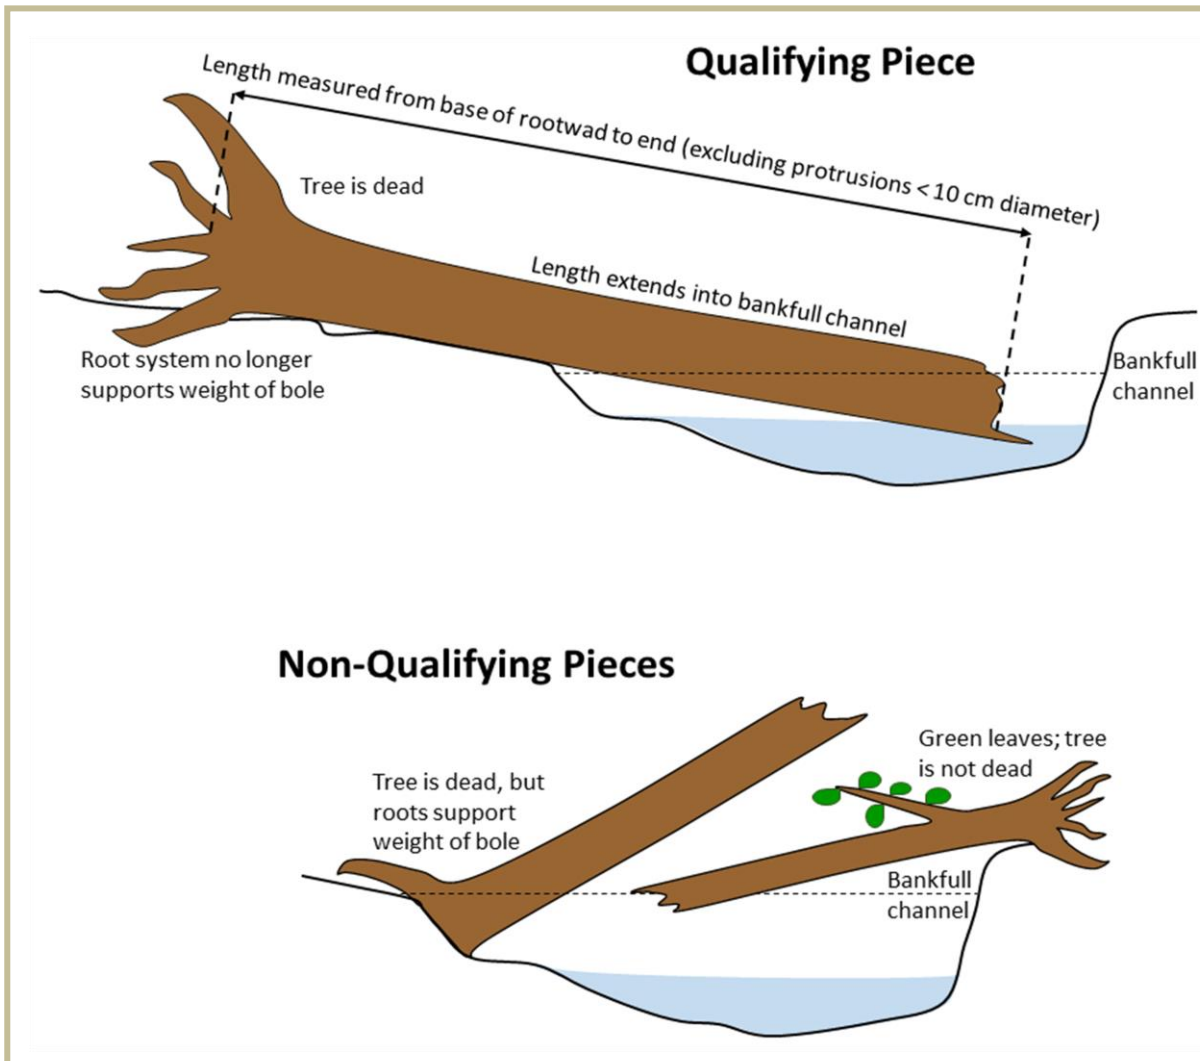 Qualifying Piece
Length measured from base of rootwad to end (excluding protrusions < 10 cm diameter)
Tree is dead
Length extends into bankfull channel
Root system no longer
supports weight of bole
Bankfull
channel
Non-Qualifying Pieces
Green leaves; tree
is not dead
Tree is dead, but
roots support
weight of bole
Bankfull
channel